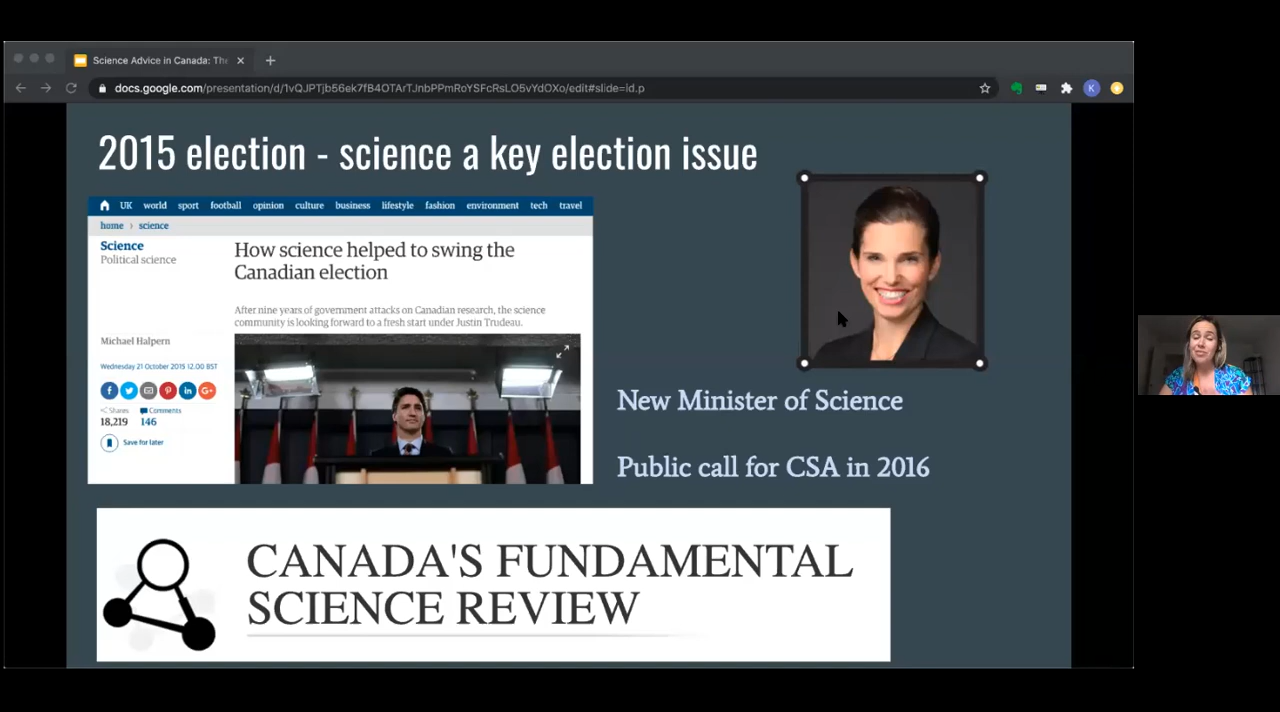 Science Advice in Canada: The
docs.google.com/presentation/d/1vQJPTjb56ek7fB4OTArTJnbPPmRoYSFcRsLO5vYdOXo/edit#slide=id.p
K
2015 election - science a key election issue
UK world sport football opinion culture business lifestyle fashion environment tech travel
home › science
Science
Political science
How science helped to swing the
Canadian election
After nine years of government attacks on Canadian research, the science
community is looking forward to a fresh start under Justin Trudeau.
Michael Halpern
Wednesday 21 October 2015 12.00 BST
Shares Comments
18,219 146
Save for later
New Minister of Science
Public call for CSA in 2016
CANADA'S FUNDAMENTAL
SCIENCE REVIEW